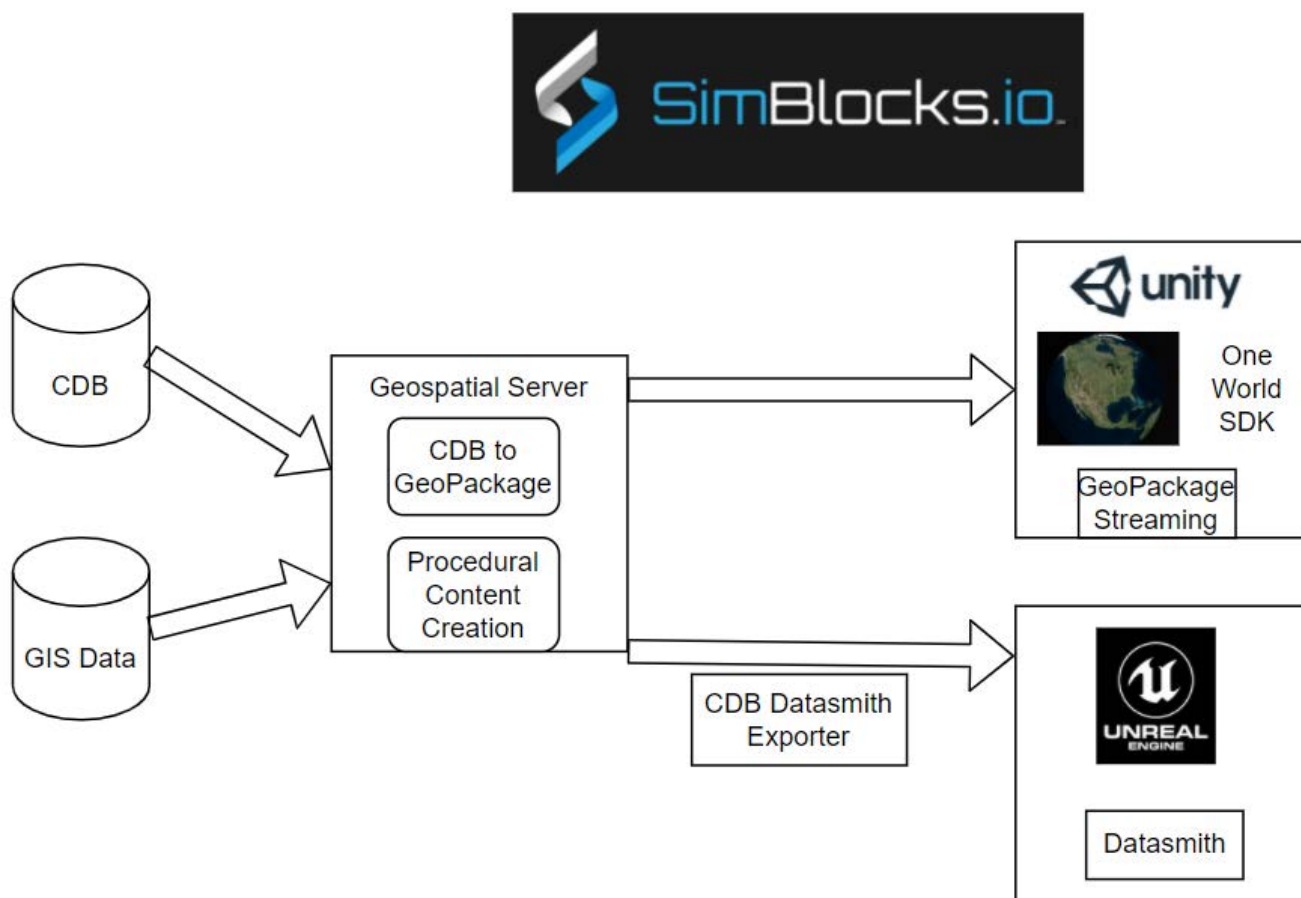 SimBlocks.io
CDB
GIS Data
Geospatial Server
CDB to
GeoPackage
Procedural
Content
Creation
CDB Datasmith
Exporter
unity
One
World
SDK
GeoPackage
Streaming
UNREAL
ENGINE
Datasmith